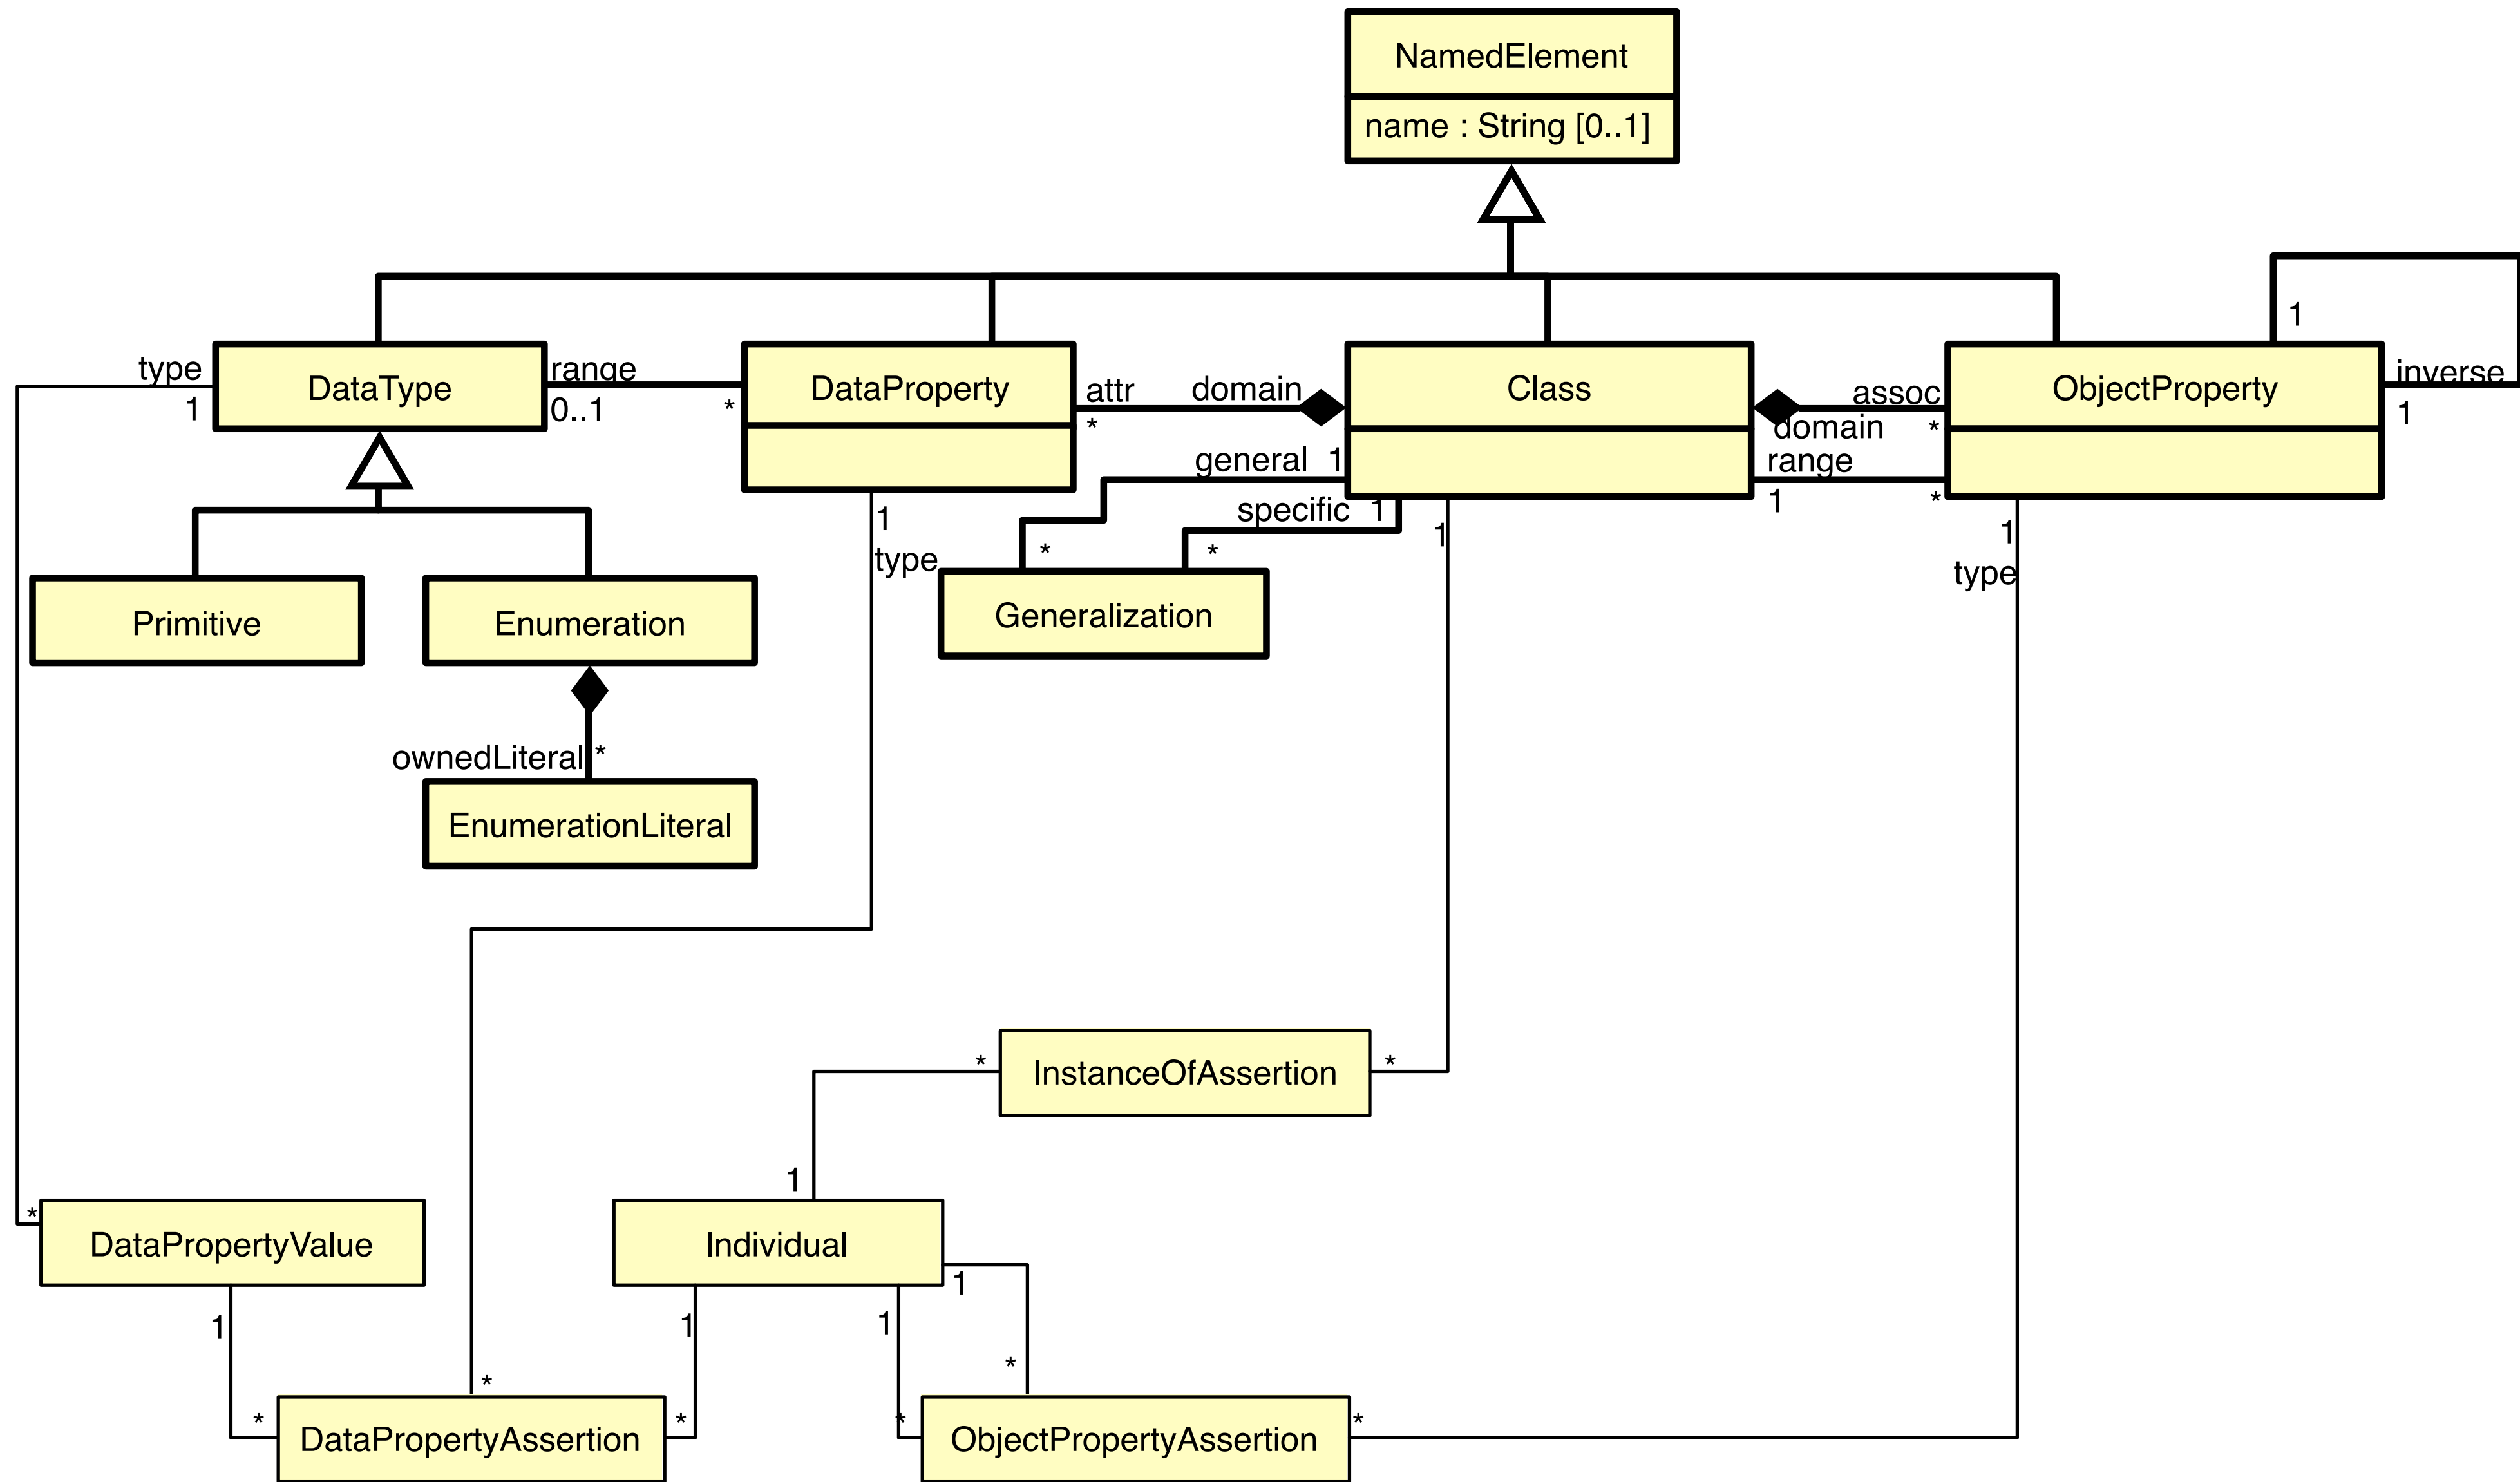 NamedElement
name : String [0..1]
1
type
1
DataType
range
0..1
*
DataProperty
attr
*
domain
Class
assoc
domain
*
ObjectProperty
inverse
1
general 1
range
1
*
specific 1
*
*
1
type
1
1
type
Primitive
Enumeration
Generalization
ownedLiteral *
EnumerationLiteral
*
InstanceOfAssertion
*
1
*
DataPropertyValue
Individual
1
1
1
1
*
*
*
DataPropertyAssertion
*
*
ObjectPropertyAssertion
*